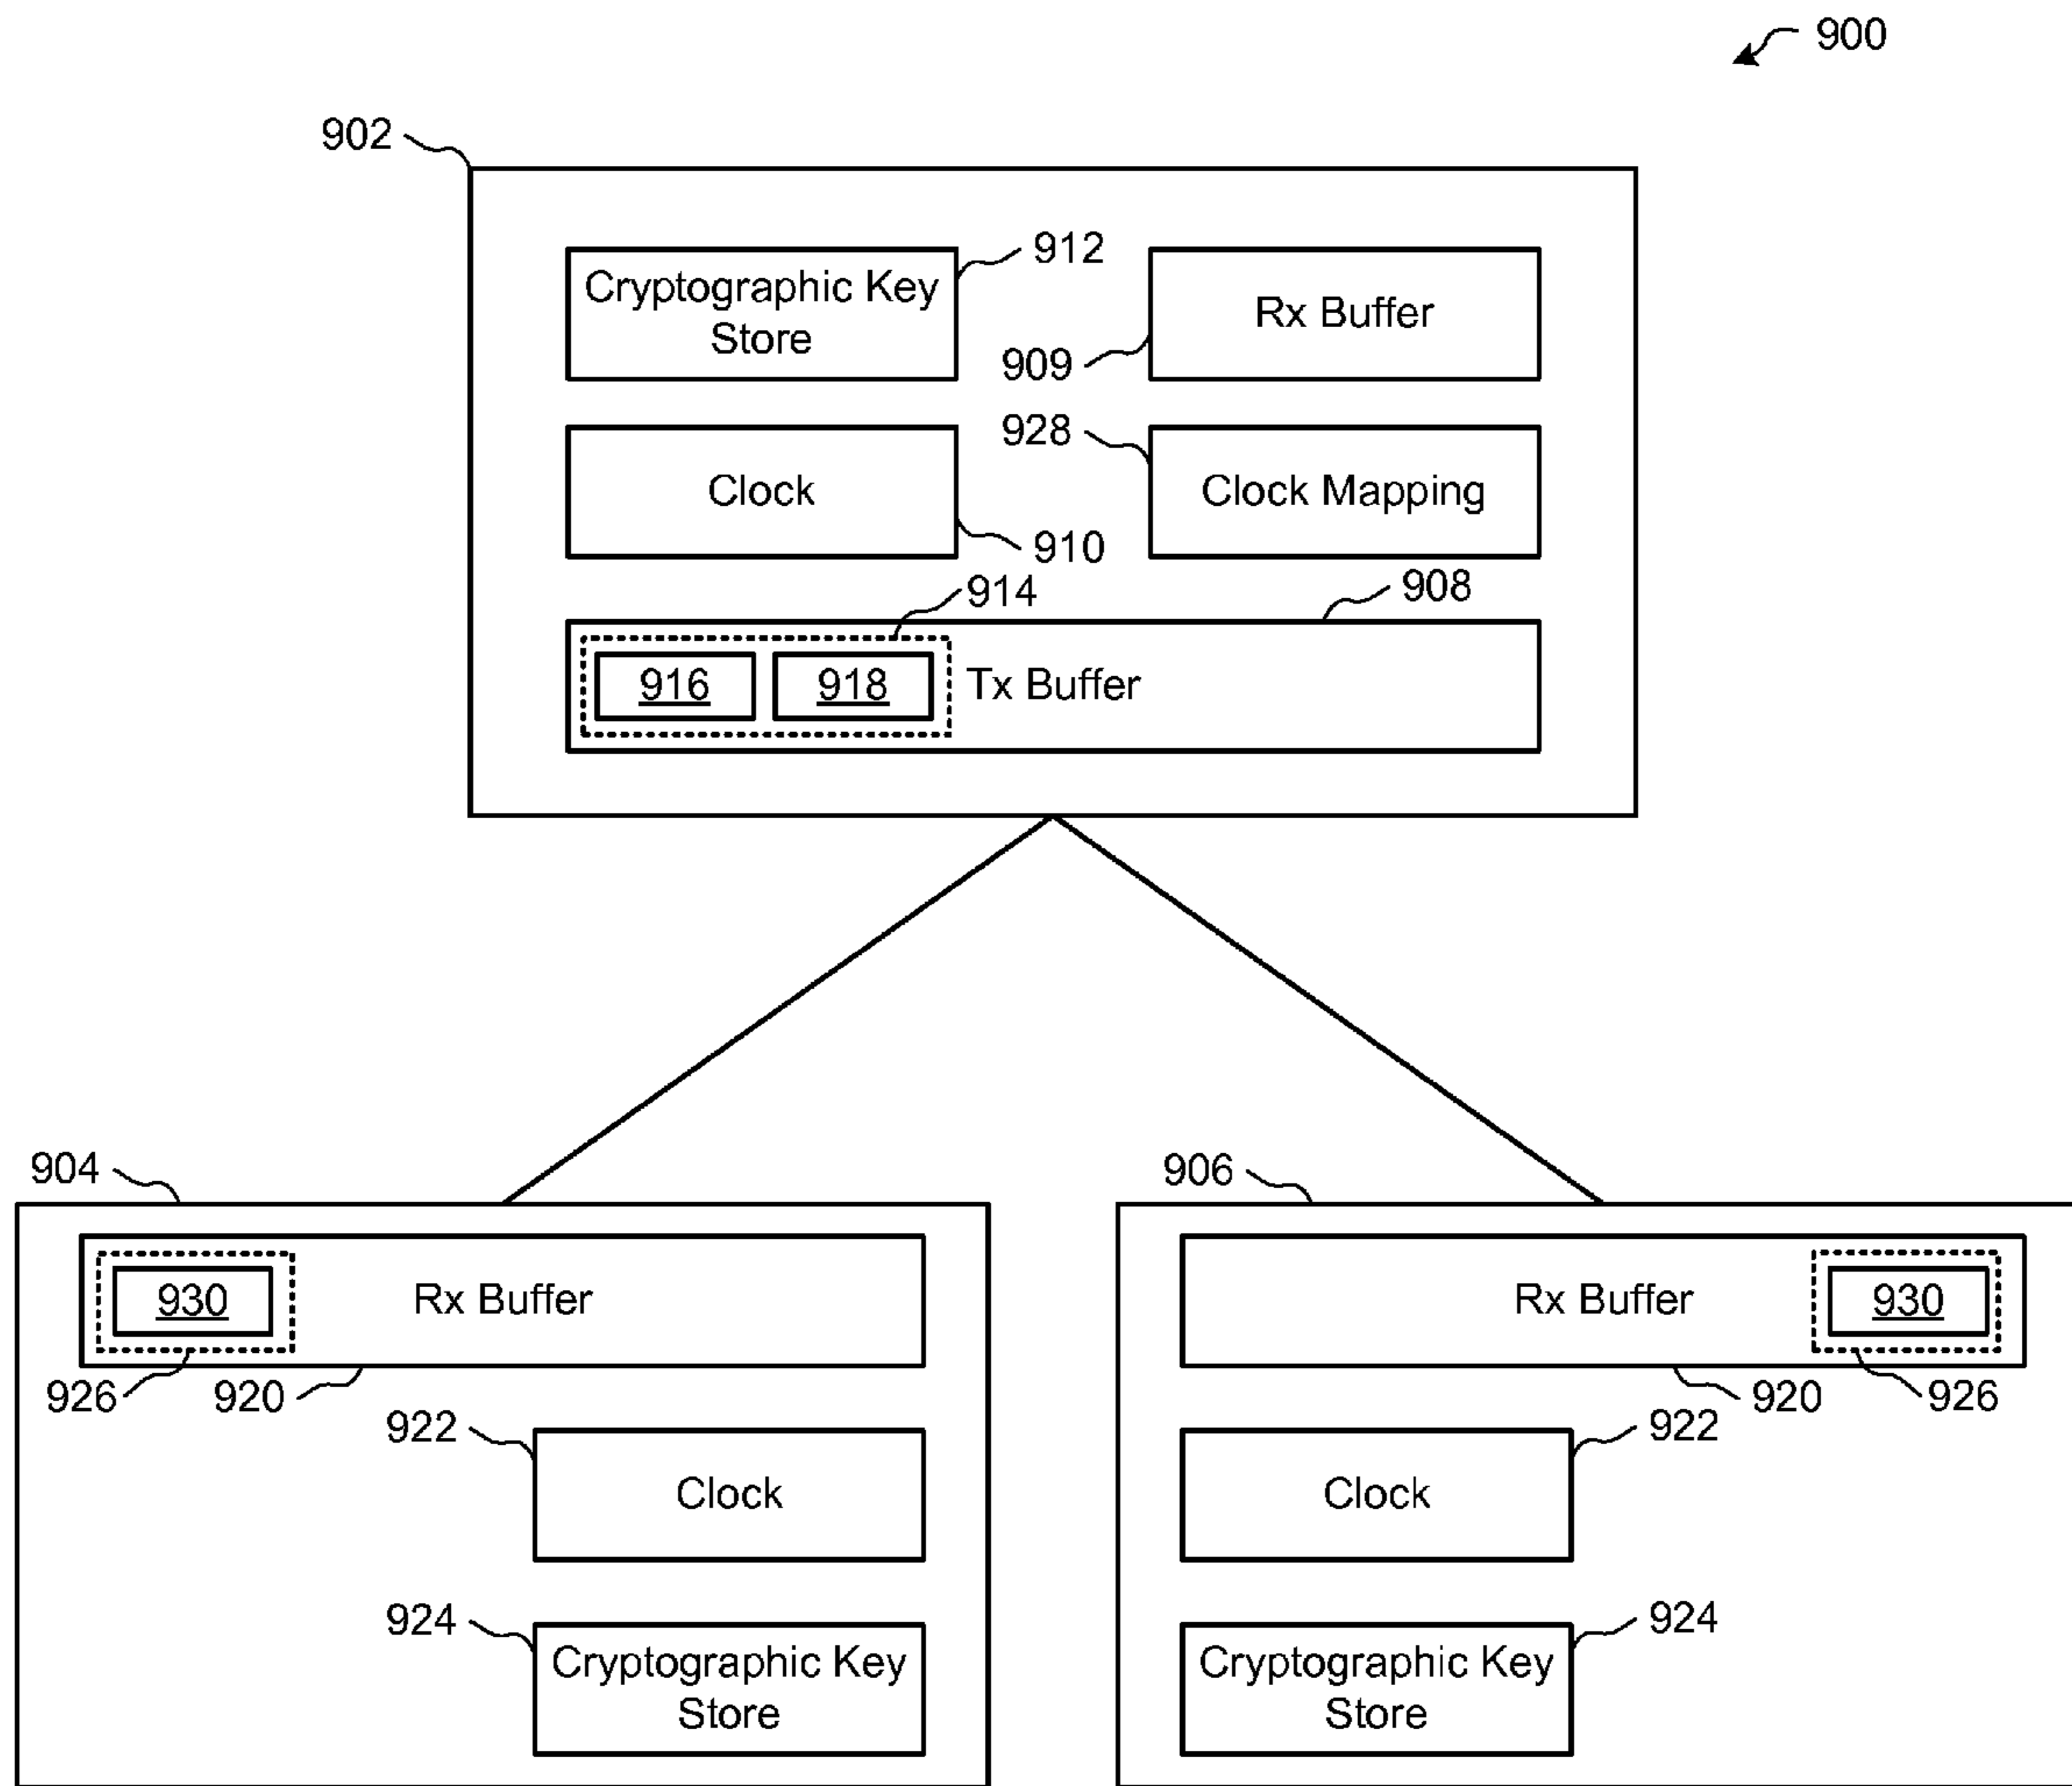 900
902
912
Cryptographic Key
Store
Rx Buffer
909
928
Clock
Clock Mapping
910
914
908
916
918
Tx Buffer
904
906
930
Rx Buffer
926
920
922
Clock
924
Cryptographic Key
Store
Rx Buffer
930
920
926
922
Clock
924
Cryptographic Key
Store